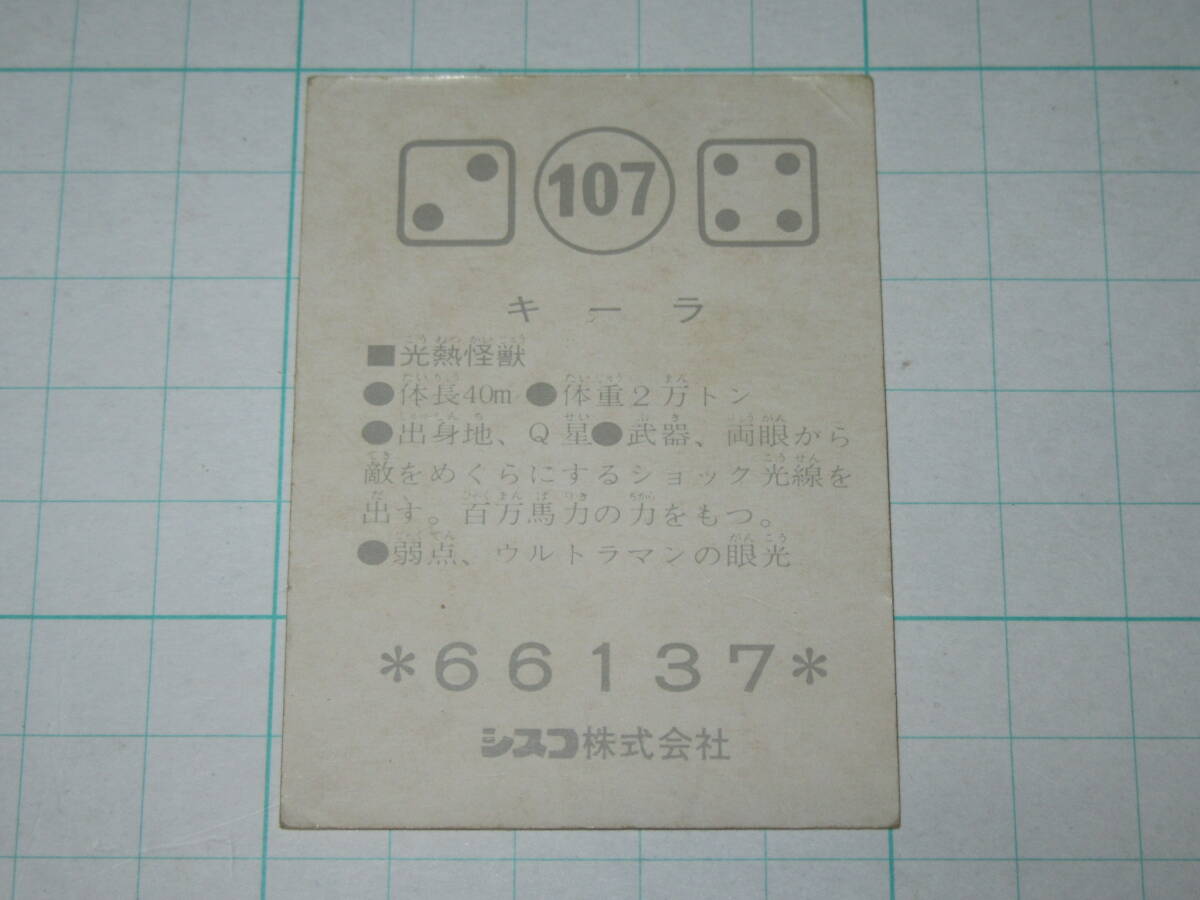 107
キーラ
■光熱怪獣
●体長40m ●体重2万トン
●出身地、Q星●武器、両眼から
敵をめくらにするショック光線を
出す。百万馬力の力をもつ。
●弱点、ウルトラマンの眼光
*66137*
シスコ株式会社